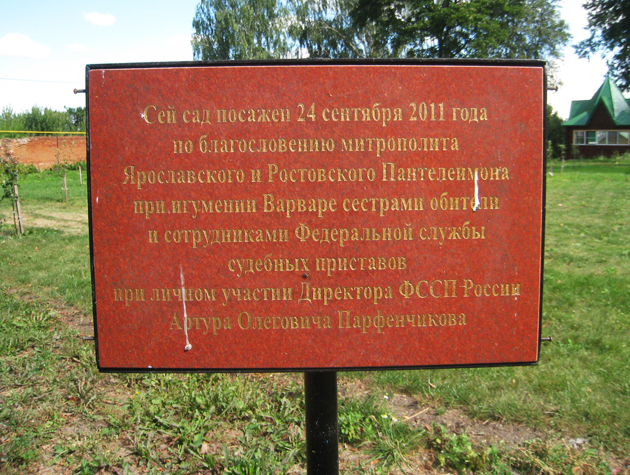 Сей сад посажен 24 сентября 2011 года
по благословению митрополита
Ярославского и Ростовского Пантелеимона
при игумении Варваре сестрами обители
и сотрудниками Федеральной службы
судебных приставов
при личном участии Директора ФССП России
Артура Олеговича Парфенчикова